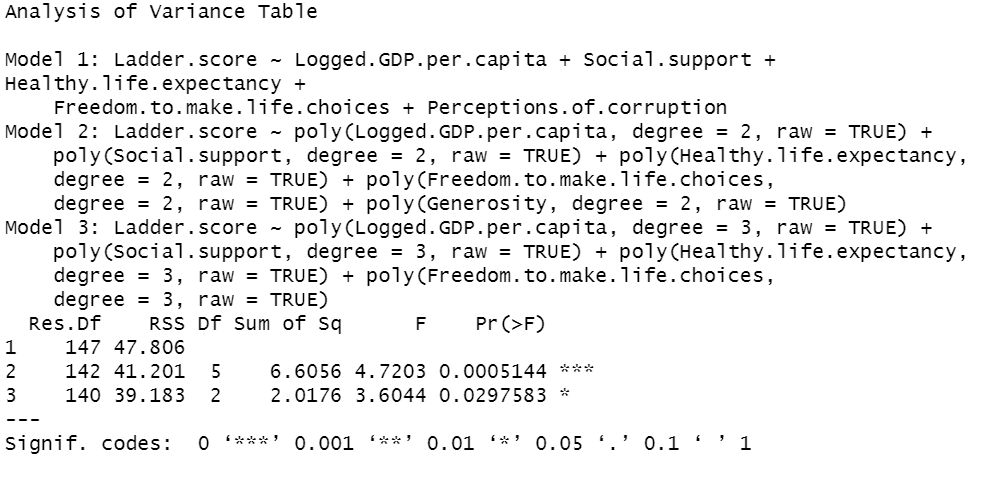 Analysis of Variance Table
Model 1: Ladder.score ~ Logged.GDP.per.capita + Social.support +
Healthy.life.expectancy +
    Freedom.to.make.life.choices + Perceptions.of.corruption
Model 2: Ladder.score ~ poly(Logged.GDP.per.capita, degree = 2, raw = TRUE) +
    poly(Social.support, degree = 2, raw = TRUE) + poly(Healthy.life.expectancy,
    degree = 2, raw = TRUE) + poly(Freedom.to.make.life.choices,
    degree = 2, raw = TRUE) + poly(Generosity, degree = 2, raw = TRUE)
Model 3: Ladder.score ~ poly(Logged.GDP.per.capita, degree = 3, raw = TRUE) +
    poly(Social.support, degree = 3, raw = TRUE) + poly(Healthy.life.expectancy,
    degree = 3, raw = TRUE) + poly(Freedom.to.make.life.choices,
    degree = 3, raw = TRUE)
  Res.Df    RSS Df Sum of Sq      F    Pr(>F)
1    147 47.806
2    142 41.201  5    6.6056 4.7203 0.0005144 ***
3    140 39.183  2    2.0176 3.6044 0.0297583 *
---
Signif. codes:  0 ‘***’ 0.001 ‘**’ 0.01 ‘*’ 0.05 ‘.’ 0.1 ‘ ’ 1